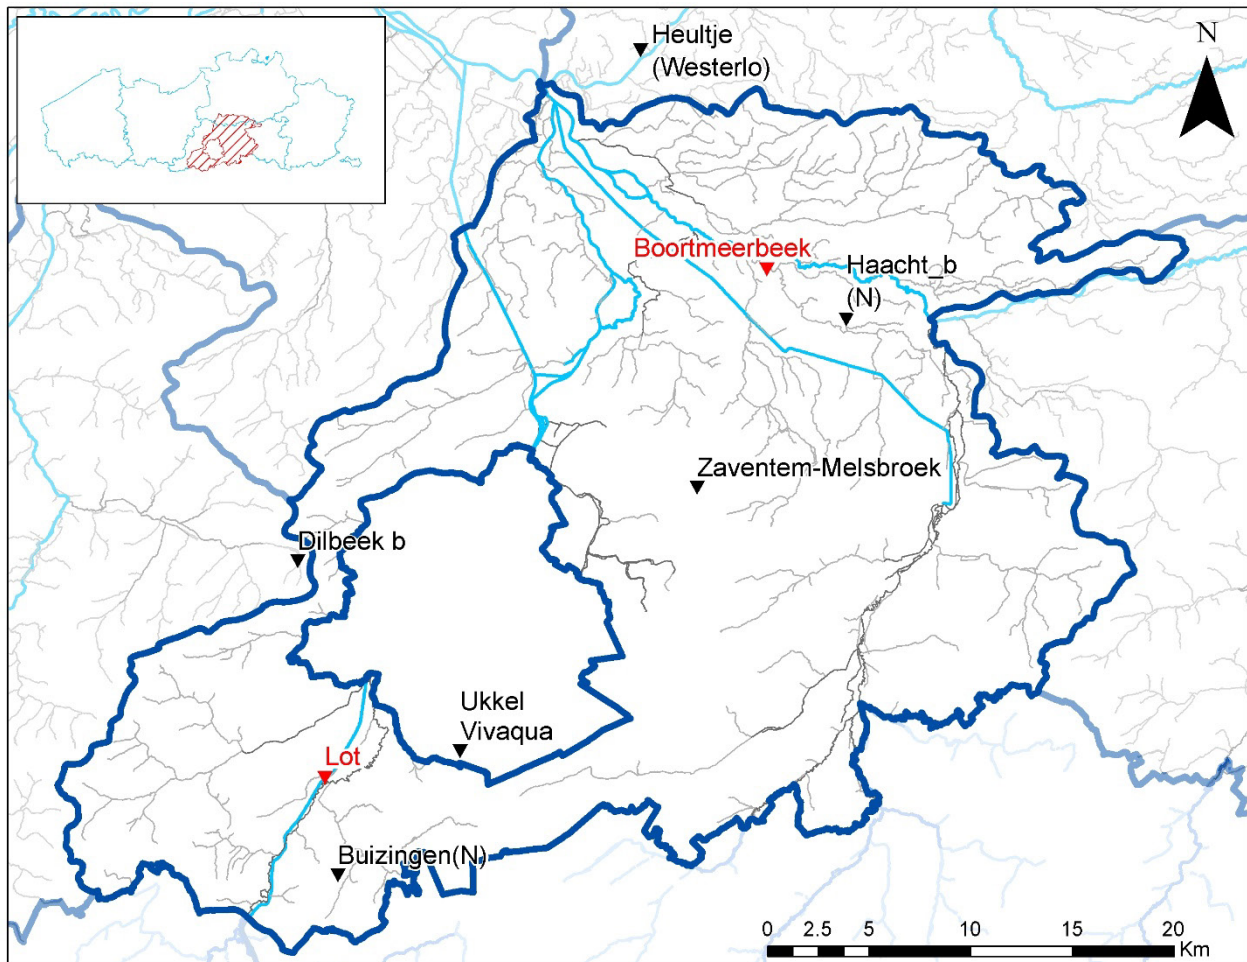 Heultje
(Westerlo)
N
Boortmeerbeek
Haacht_b
(N)
Zaventem-Melsbroek
Dilbeek b
Ukkel
Vivaqua
Lot
Buizingen(N)
0 2.5 5 10 15 20
Km